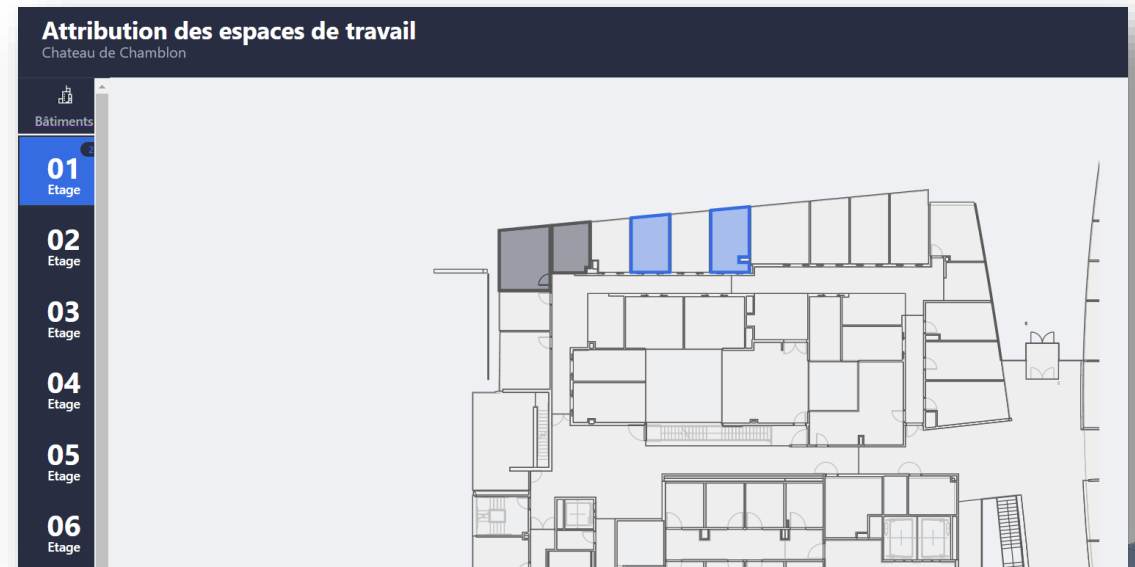 Attribution des espaces de travail
Chateau de Chamblon
Bâtiments
2
01
Etage
02
Etage
03
Etage
04
Etage
05
Etage
06
Etage